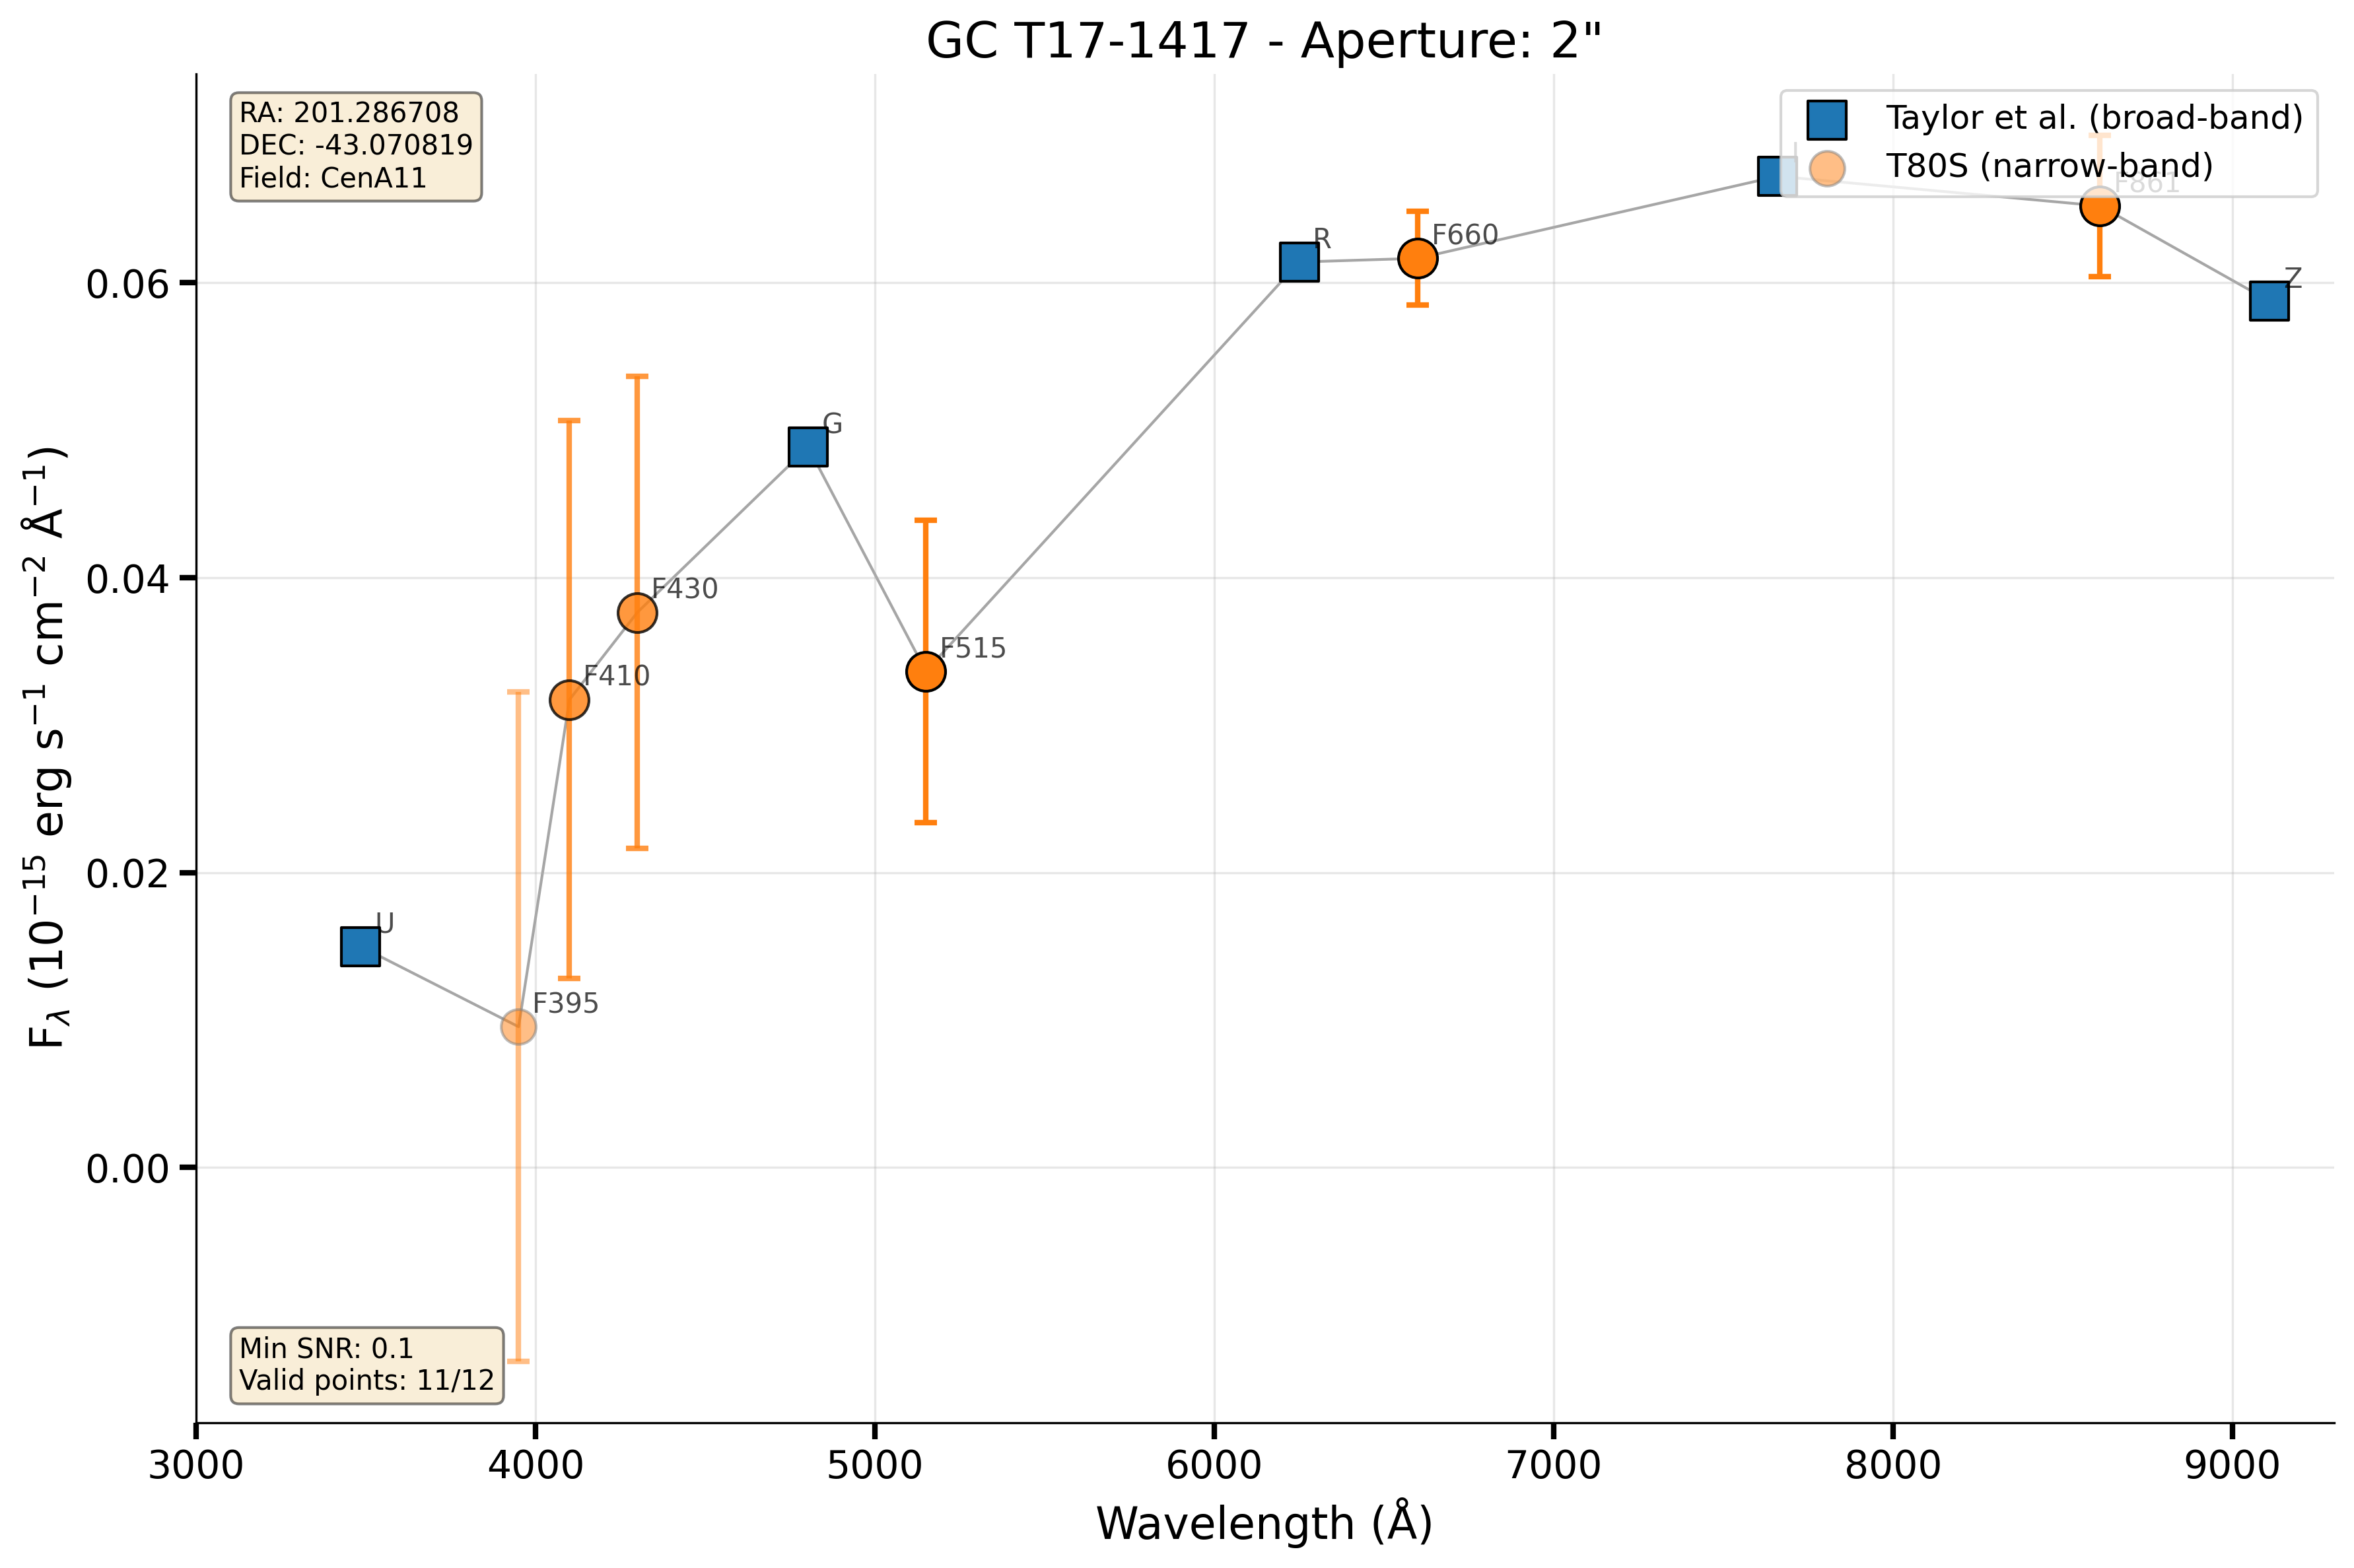 GC T17-1417 - Aperture: 2"
RA: 201.286708
DEC: -43.070819
Field: CenA11
Taylor et al. (broad-band)
T80S (narrow-band)
I
F861
R
F660
Z
G
F430
F410
F515
U
F395
Min SNR: 0.1
Valid points: 11/12
0.06
0.04
0.02
0.00
F_λ (10⁻¹⁵ erg s⁻¹ cm⁻² Å⁻¹)
3000 4000 5000 6000 7000 8000 9000
Wavelength (Å)